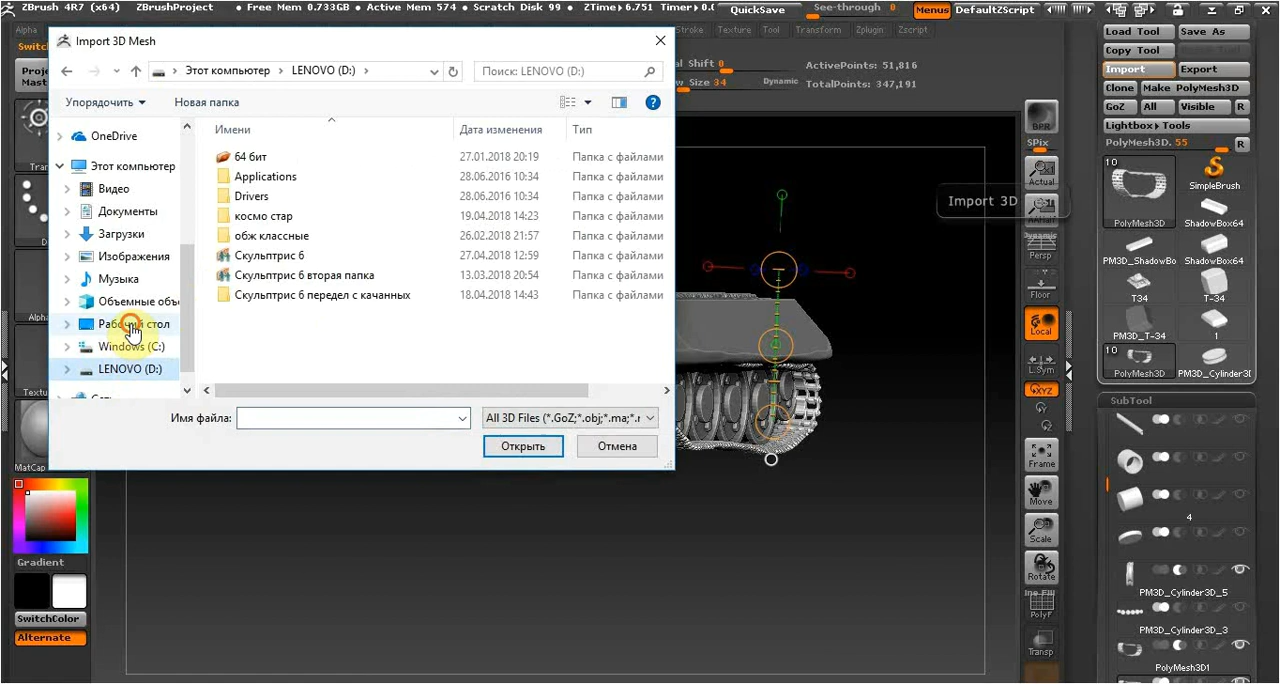 ZBrush 4R7 (x64) ZBrushProject • Free Mem 0.733GB • Active Mem 574 • Scratch Disk 99 • ZTime▸6.751 QuickSave See-through 0 Menus DefaultZScript
Alpha Stroke Texture Tool Transform Zplugin Zscript
Import 3D Mesh
Этот компьютер › LENOVO (D:) ›
Поиск: LENOVO (D:)
Упорядочить
Новая папка
OneDrive
Этот компьютер
Видео
Документы
Загрузки
Изображения
Музыка
Рабочий стол
Windows (C:)
LENOVO (D:)
Имени Дата изменения Тип
64 бит 27.01.2018 20:19 Папка с файлами
Applications 28.06.2016 10:34 Папка с файлами
Drivers 28.06.2016 10:34 Папка с файлами
космо стар 19.04.2018 14:23 Папка с файлами
обж классные 26.02.2018 21:57 Папка с файлами
Скульптрис 6 27.04.2018 12:59 Папка с файлами
Скульптрис 6 вторая папка 13.03.2018 20:54 Папка с файлами
Скульптрис 6 передел с качанных 18.04.2018 14:43 Папка с файлами
Имя файла:
All 3D Files (*.GoZ;*.obj;*.ma;*.r
Открыть
Отмена
al Shift 0
w Size 34 Dynamic
ActivePoints: 51,816
TotalPoints: 347,191
Import 3D
MatCap
Gradient
SwitchColor
Alternate
BPR
SPix
Actual
AAHalf
Dynamic
Persp
Floor
Local
L.Sym
XYZ
Frame
Move
Scale
Rotate
PolyF
Transp
Load Tool Save As
Copy Tool
Import Export
Clone Make PolyMesh3D
GoZ All Visible R
Lightbox▸Tools
PolyMesh3D. 55 R
10
PolyMesh3D
SimpleBrush
ShadowBox64
PM3D_ShadowBo ShadowBox64
T34 T-34
PM3D_T-34 1
10
PolyMesh3D PM3D_Cylinder3D
SubTool
4
PM3D_Cylinder3D_5
PM3D_Cylinder3D_3
PolyMesh3D1